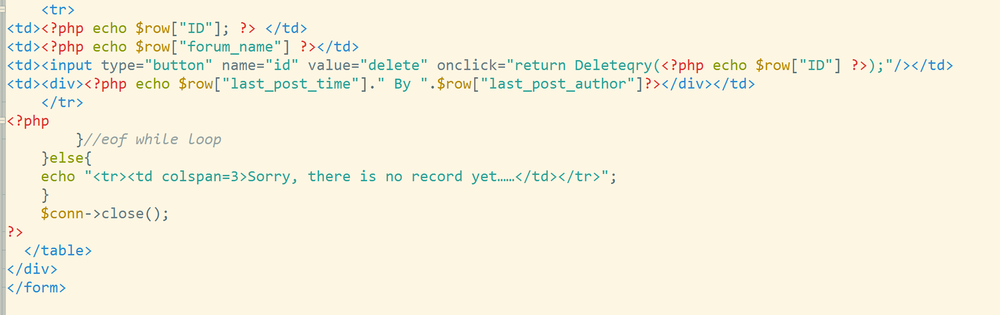 <tr>
<td><?php echo $row["ID"]; ?> </td>
<td><?php echo $row["forum_name"] ?></td>
<td><input type="button" name="id" value="delete" onclick="return Deleteqry(<?php echo $row["ID"] ?>);"/></td>
<td><div><?php echo $row["last_post_time"]." By ".$row["last_post_author"]?></div></td>
</tr>
<?php
}//eof while loop
}else{
echo "<tr><td colspan=3>Sorry, there is no record yet……</td></tr>";
}
$conn->close();
?>
</table>
</div>
</form>